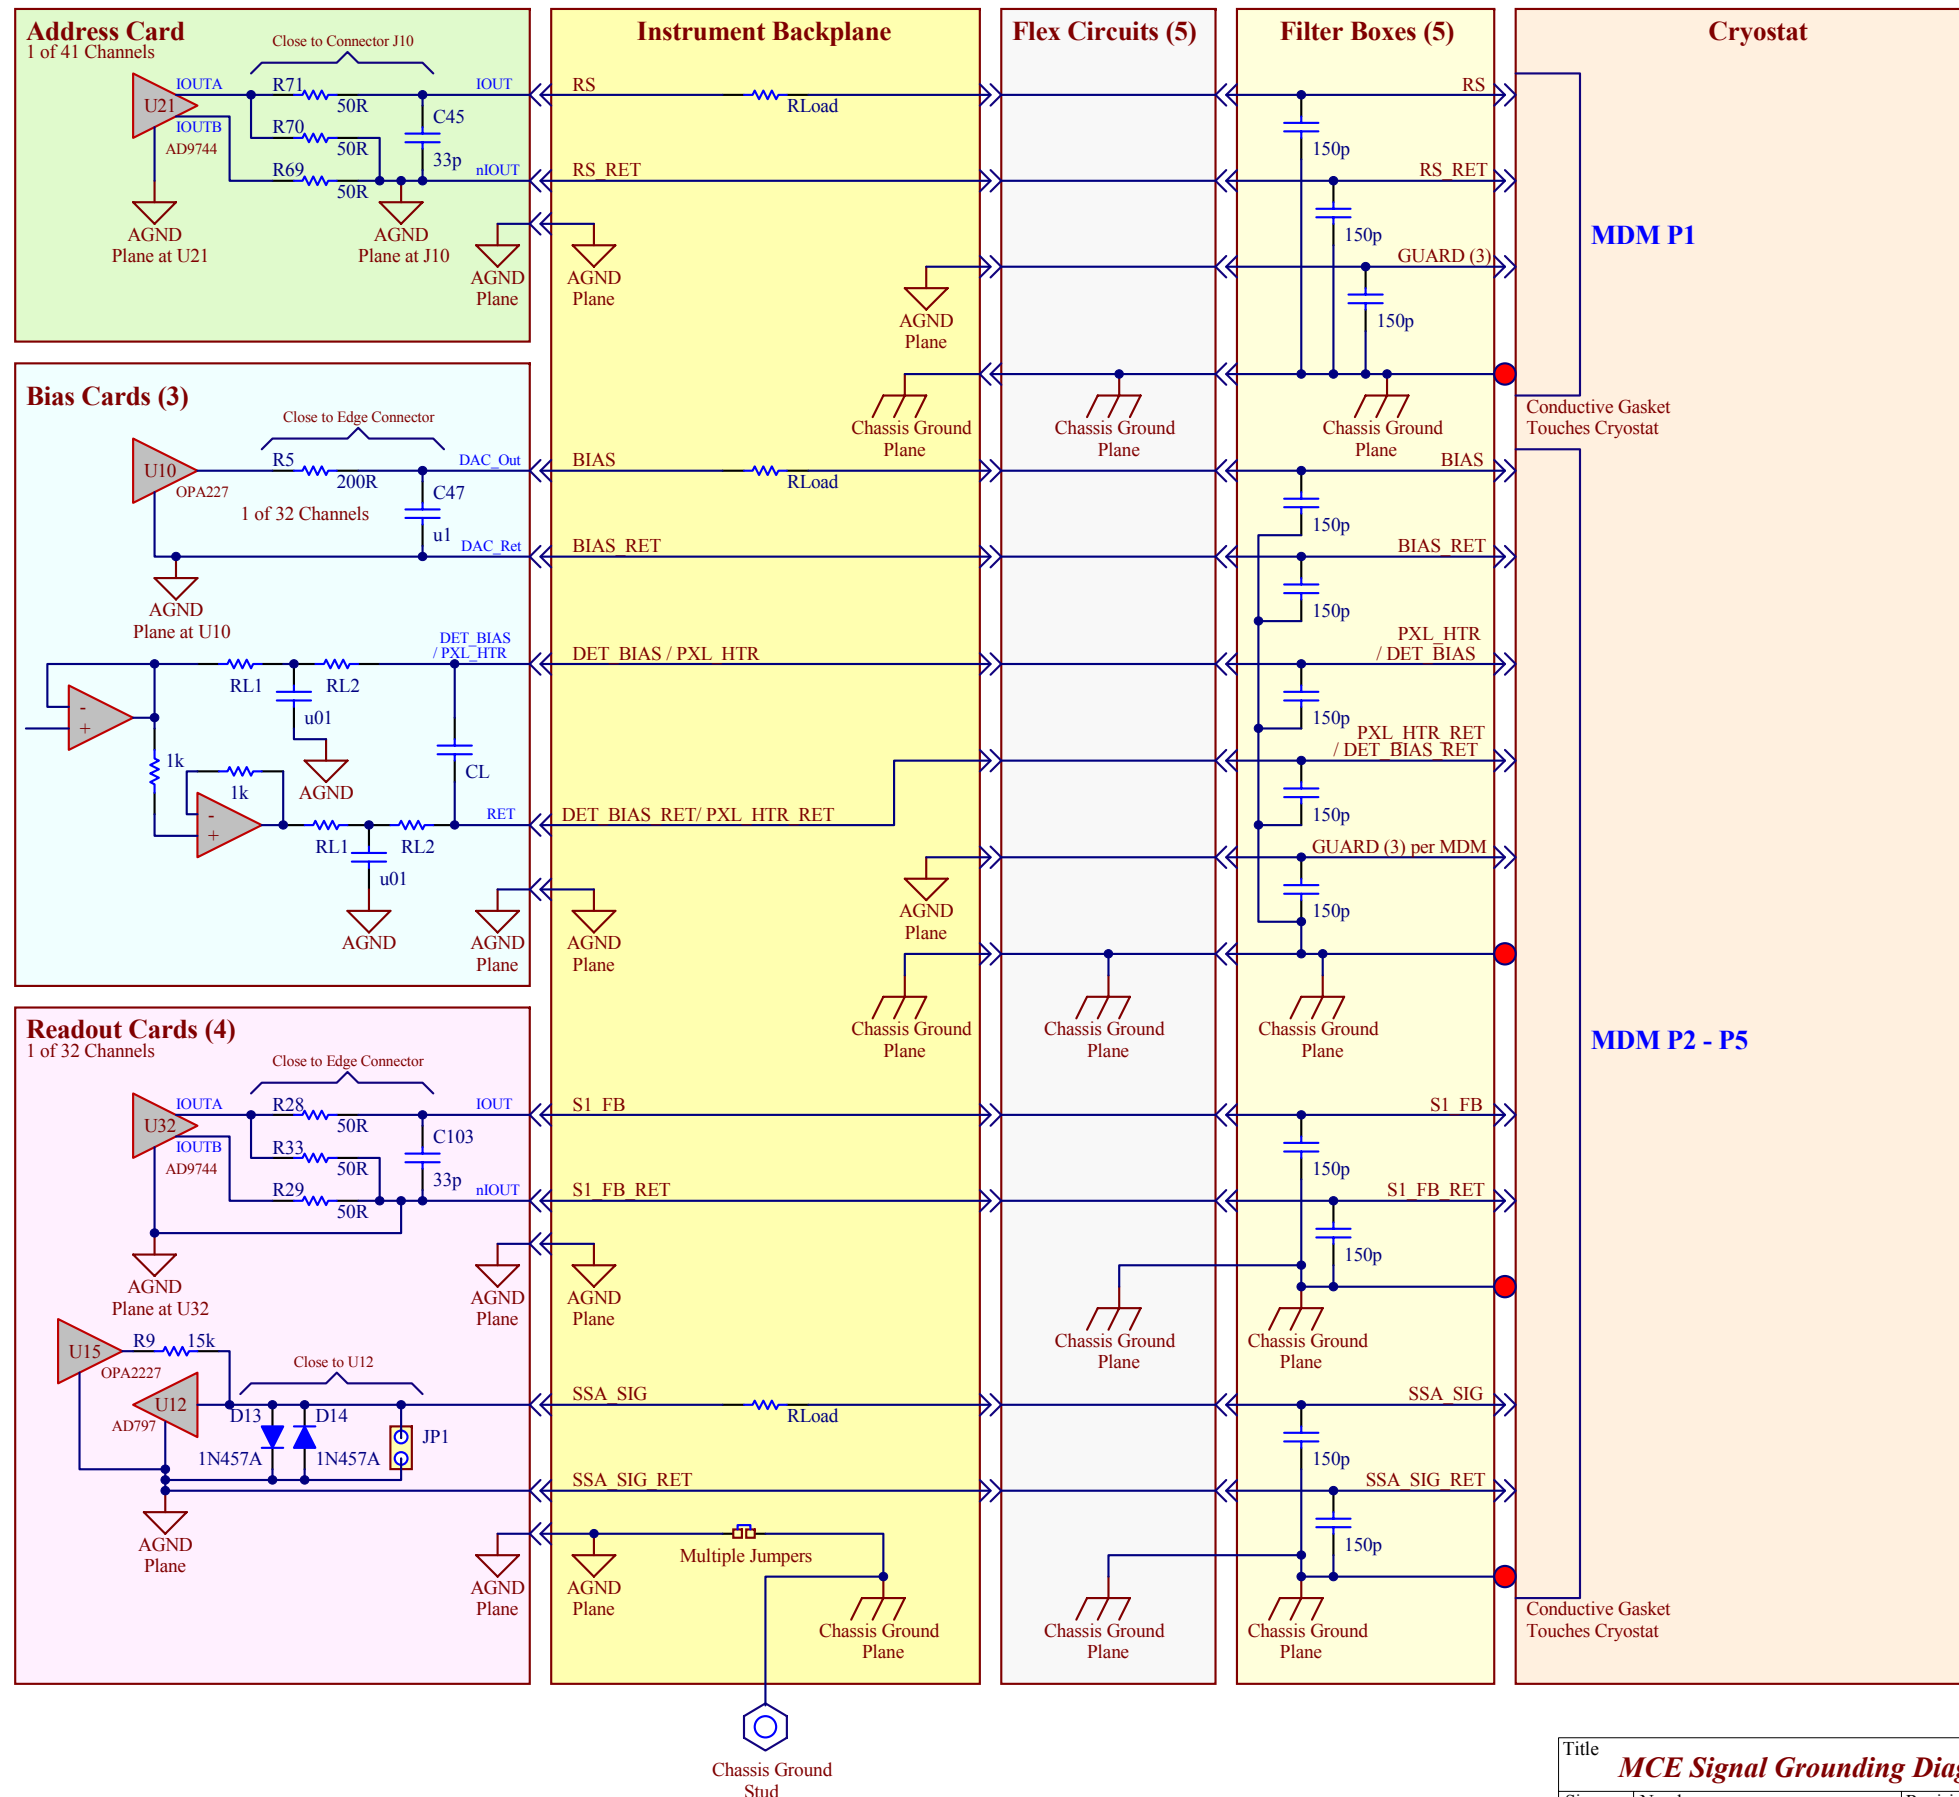 Address Card
1 of 41 Channels
Close to Connector J10
U21
IOUTA
IOUTB
AD9744
R71
50R
R70
50R
R69
50R
C45
33p
IOUT
nIOUT
AGND
Plane at U21
AGND
Plane at J10
AGND
Plane
Bias Cards (3)
Close to Edge Connector
U10
OPA227
R5
200R
DAC_Out
C47
u1
1 of 32 Channels
DAC_Ret
AGND
Plane at U10
DET_BIAS
/ PXL_HTR
RL1
RL2
u01
-
+
1k
1k
AGND
CL
-
+
RET
RL1
RL2
u01
AGND
AGND
Plane
Readout Cards (4)
1 of 32 Channels
Close to Edge Connector
U32
IOUTA
IOUTB
AD9744
R28
50R
R33
50R
R29
50R
C103
33p
IOUT
nIOUT
AGND
Plane at U32
AGND
Plane
U15
OPA2227
R9
15k
Close to U12
U12
AD797
D13
D14
1N457A
1N457A
JP1
AGND
Plane
AGND
Plane
Instrument Backplane
RS
RLoad
RS_RET
AGND
Plane
AGND
Plane
Chassis Ground
Plane
BIAS
RLoad
BIAS_RET
DET_BIAS / PXL_HTR
DET_BIAS_RET/ PXL_HTR_RET
AGND
Plane
AGND
Plane
Chassis Ground
Plane
S1_FB
S1_FB_RET
AGND
Plane
SSA_SIG
RLoad
SSA_SIG_RET
Multiple Jumpers
AGND
Plane
Chassis Ground
Plane
Chassis Ground
Stud
Flex Circuits (5)
Chassis Ground
Plane
Chassis Ground
Plane
Chassis Ground
Plane
Chassis Ground
Plane
Filter Boxes (5)
RS
150p
RS_RET
150p
GUARD (3)
150p
Chassis Ground
Plane
BIAS
150p
BIAS_RET
150p
PXL_HTR
/ DET_BIAS
150p
PXL_HTR_RET
/ DET_BIAS_RET
150p
GUARD (3) per MDM
150p
Chassis Ground
Plane
S1_FB
150p
S1_FB_RET
150p
Chassis Ground
Plane
SSA_SIG
150p
SSA_SIG_RET
150p
Chassis Ground
Plane
Cryostat
MDM P1
Conductive Gasket
Touches Cryostat
MDM P2 - P5
Conductive Gasket
Touches Cryostat
Title
MCE Signal Grounding Diag